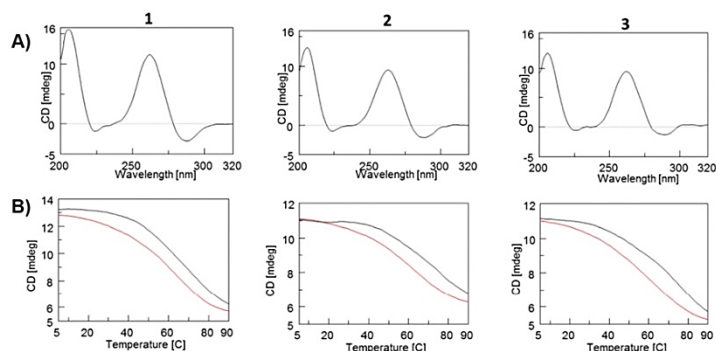 1 2 3
A)
CD [mdeg] CD [mdeg] CD [mdeg]
16 16 16
10 10 10
0 0 0
-5 -5 -5
200 250 300 320 200 250 300 320 200 250 300 320
Wavelength [nm] Wavelength [nm] Wavelength [nm]
B)
CD [mdeg] CD [mdeg] CD [mdeg]
14 12 12
12 10 10
10 8 8
8 6 6
6 5 5
5
5 20 40 60 80 90 5 20 40 60 80 90 5 20 40 60 80 90
Temperature [C] Temperature [C] Temperature [C]